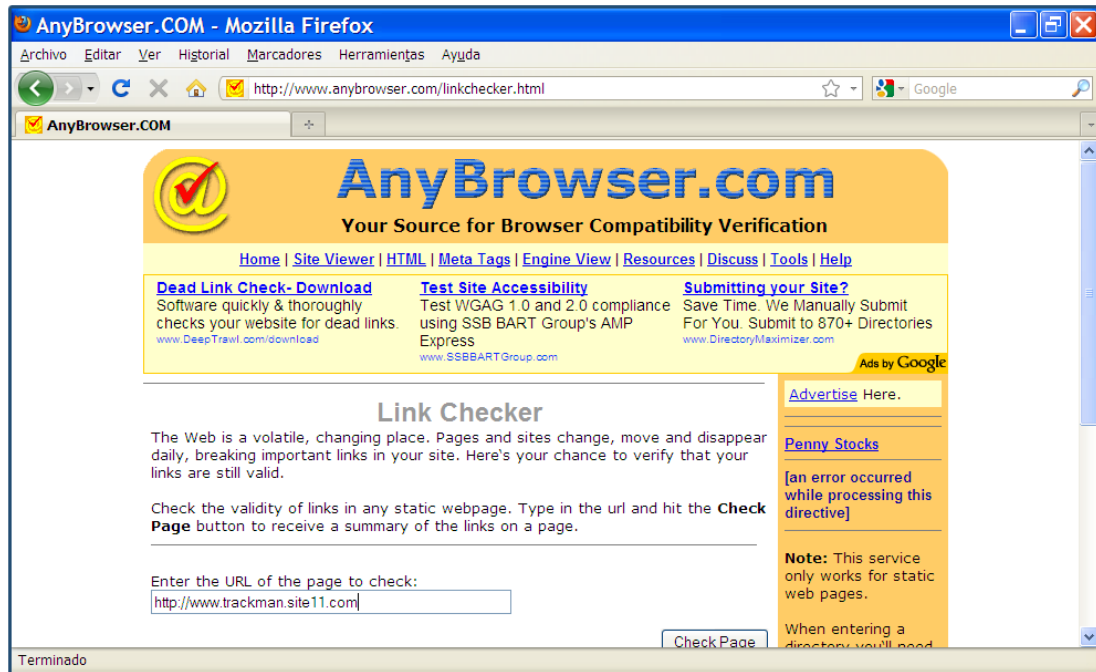 AnyBrowser.COM - Mozilla Firefox
Archivo Editar Ver Historial Marcadores Herramientas Ayuda
http://www.anybrowser.com/linkchecker.html
Google
AnyBrowser.COM
AnyBrowser.com
Your Source for Browser Compatibility Verification
Home | Site Viewer | HTML | Meta Tags | Engine View | Resources | Discuss | Tools | Help
Dead Link Check- Download
Software quickly & thoroughly
checks your website for dead links.
www.DeepTrawl.com/download
Test Site Accessibility
Test WGAG 1.0 and 2.0 compliance
using SSB BART Group's AMP
Express
www.SSBBARTGroup.com
Submitting your Site?
Save Time. We Manually Submit
For You. Submit to 870+ Directories
www.DirectoryMaximizer.com
Ads by Google
Link Checker
The Web is a volatile, changing place. Pages and sites change, move and disappear
daily, breaking important links in your site. Here's your chance to verify that your
links are still valid.
Check the validity of links in any static webpage. Type in the url and hit the Check
Page button to receive a summary of the links on a page.
Enter the URL of the page to check:
http://www.trackman.site11.com
Check Page
Advertise Here.
Penny Stocks
[an error occurred
while processing this
directive]
Note: This service
only works for static
web pages.
When entering a
directory you'll need
Terminado